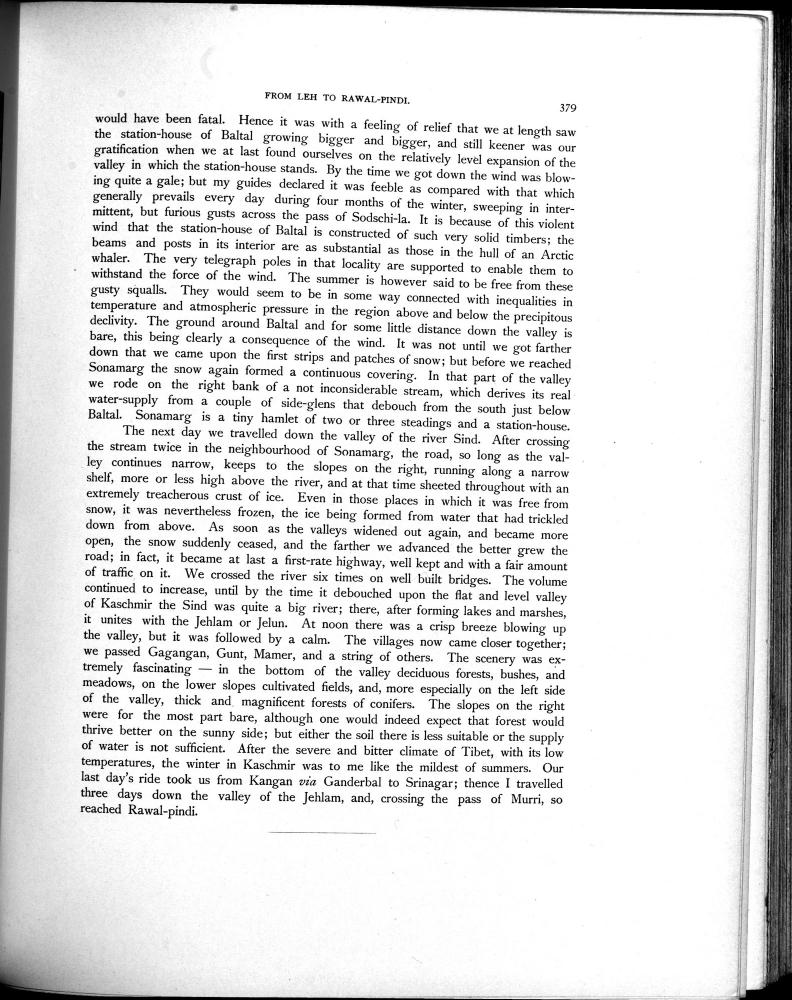 FROM LEH TO RAWAL-PINDI.
379
would have been fatal. Hence it was with a feeling of relief that we at length saw
the station-house of Baltal growing bigger and bigger, and still keener was our
gratification when we at last found ourselves on the relatively level expansion of the
valley in which the station-house stands. By the time we got down the wind was blow-
ing quite a gale; but my guides declared it was feeble as compared with that which
generally prevails every day during four months of the winter, sweeping in inter-
mittent, but furious gusts across the pass of Sodschi-la. It is because of this violent
wind that the station-house of Baltal is constructed of such very solid timbers; the
beams and posts in its interior are as substantial as those in the hull of an Arctic
whaler. The very telegraph poles in that locality are supported to enable them to
withstand the force of the wind. The summer is however said to be free from these
gusty squalls. They would seem to be in some way connected with inequalities in
temperature and atmospheric pressure in the region above and below the precipitous
declivity. The ground around Baltal and for some little distance down the valley is
bare, this being clearly a consequence of the wind. It was not until we got farther
down that we came upon the first strips and patches of snow; but before we reached
Sonamarg the snow again formed a continuous covering. In that part of the valley
we rode on the right bank of a not inconsiderable stream, which derives its real
water-supply from a couple of side-glens that debouch from the south just below
Baltal. Sonamarg is a tiny hamlet of two or three steadings and a station-house.
The next day we travelled down the valley of the river Sind. After crossing
the stream twice in the neighbourhood of Sonamarg, the road, so long as the val-
ley continues narrow, keeps to the slopes on the right, running along a narrow
shelf, more or less high above the river, and at that time sheeted throughout with an
extremely treacherous crust of ice. Even in those places in which it was free from
snow, it was nevertheless frozen, the ice being formed from water that had trickled
down from above. As soon as the valleys widened out again, and became more
open, the snow suddenly ceased, and the farther we advanced the better grew the
road; in fact, it became at last a first-rate highway, well kept and with a fair amount
of traffic on it. We crossed the river six times on well built bridges. The volume
continued to increase, until by the time it debouched upon the flat and level valley
of Kaschmir the Sind was quite a big river; there, after forming lakes and marshes,
it unites with the Jehlam or Jelun. At noon there was a crisp breeze blowing up
the valley, but it was followed by a calm. The villages now came closer together;
we passed Gagangan, Gunt, Mamer, and a string of others. The scenery was ex-
tremely fascinating — in the bottom of the valley deciduous forests, bushes, and
meadows, on the lower slopes cultivated fields, and, more especially on the left side
of the valley, thick and magnificent forests of conifers. The slopes on the right
were for the most part bare, although one would indeed expect that forest would
thrive better on the sunny side; but either the soil there is less suitable or the supply
of water is not sufficient. After the severe and bitter climate of Tibet, with its low
temperatures, the winter in Kaschmir was to me like the mildest of summers. Our
last day's ride took us from Kangan via Ganderbal to Srinagar; thence I travelled
three days down the valley of the Jehlam, and, crossing the pass of Murri, so
reached Rawal-pindi.